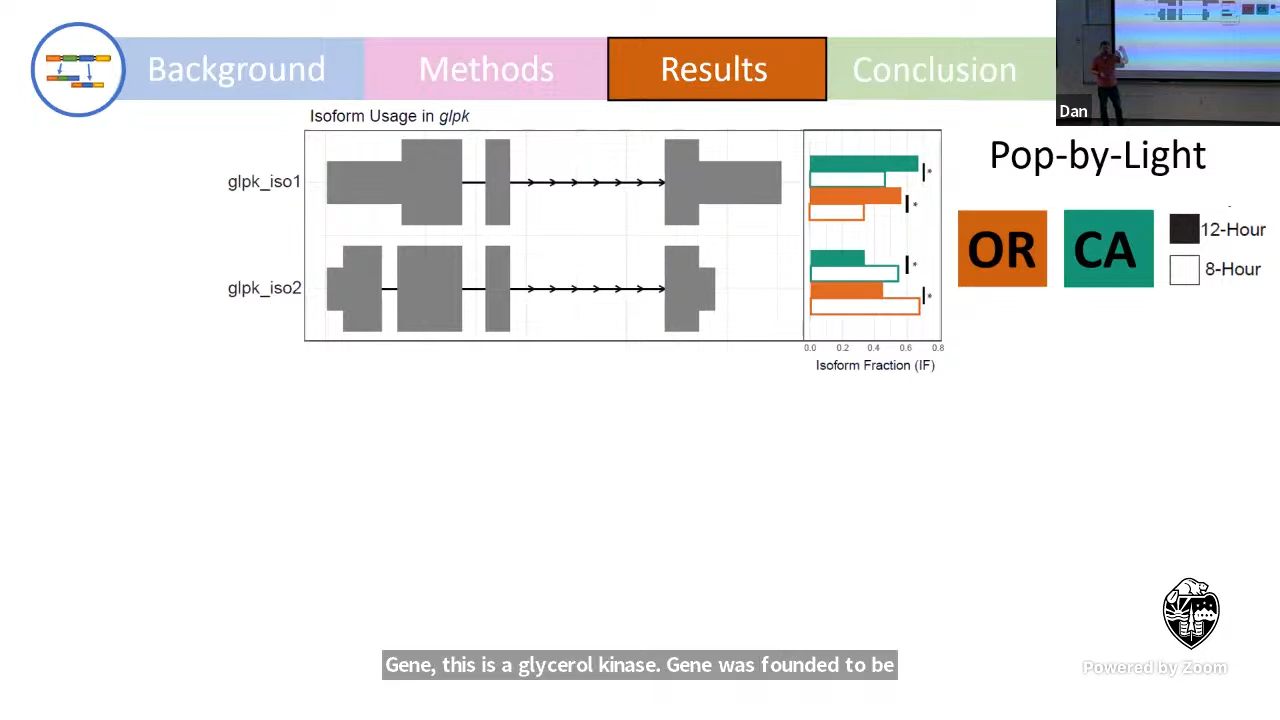 Background
Methods
Results
Conclusion
Dan
Isoform Usage in glpk
glpk_iso1
glpk_iso2
*
*
*
*
0.0 0.2 0.4 0.6 0.8
Isoform Fraction (IF)
Pop-by-Light
OR
CA
12-Hour
8-Hour
Gene, this is a glycerol kinase. Gene was founded to be
Powered by Zoom